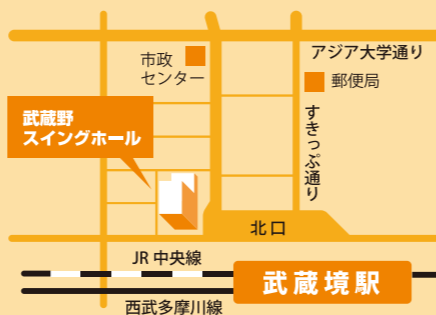 アジア大学通り
市政
センター
郵便局
武蔵野
スイングホール
すきっぷ通り
北口
JR中央線
武蔵境駅
西武多摩川線